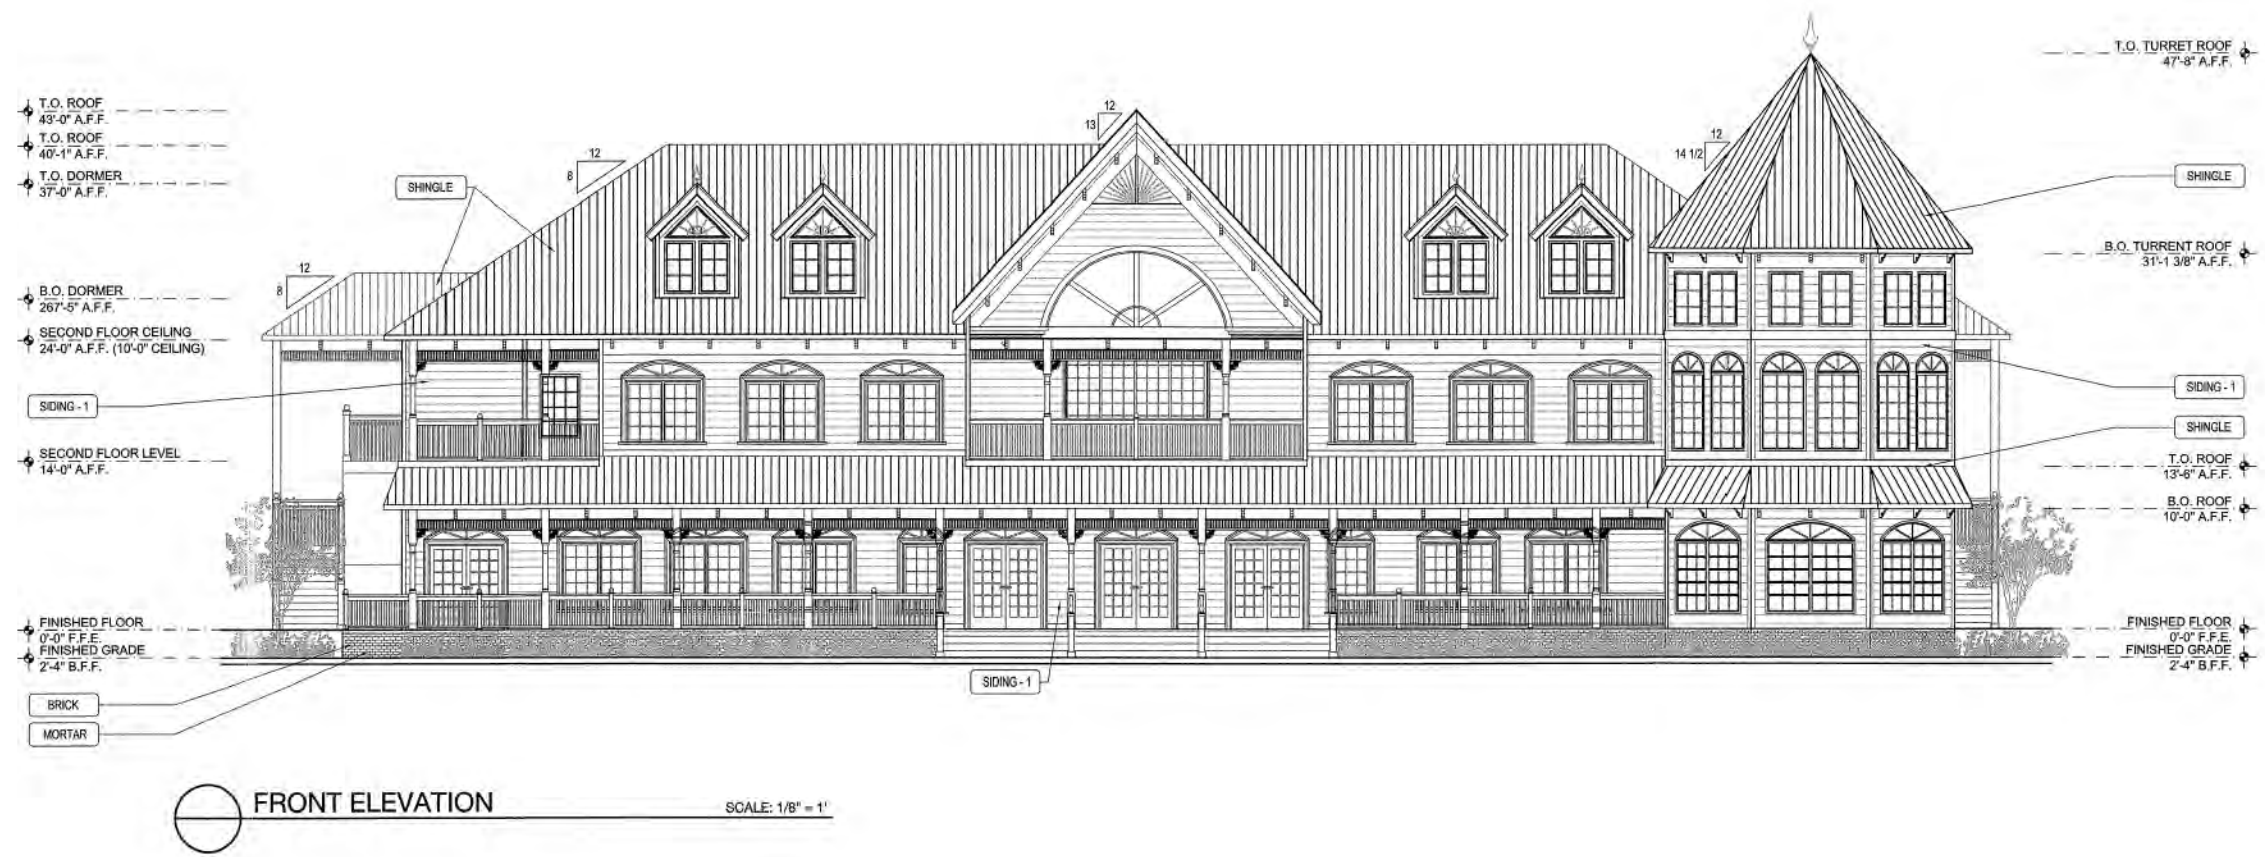 T.O. ROOF
43'-0" A.F.F.
T.O. ROOF
40'-1" A.F.F.
T.O. DORMER
37'-0" A.F.F.
B.O. DORMER
267'-5" A.F.F.
SECOND FLOOR CEILING
24'-0" A.F.F. (10'-0" CEILING)
SIDING - 1
SECOND FLOOR LEVEL
14'-0" A.F.F.
FINISHED FLOOR
0'-0" F.F.E.
FINISHED GRADE
2'-4" B.F.F.
BRICK
MORTAR
12
8
SHINGLE
12
8
12
13
12
14 1/2
SIDING - 1
T.O. TURRET ROOF
47'-8" A.F.F.
SHINGLE
B.O. TURRENT ROOF
31'-1 3/8" A.F.F.
SIDING - 1
SHINGLE
T.O. ROOF
13'-6" A.F.F.
B.O. ROOF
10'-0" A.F.F.
FINISHED FLOOR
0'-0" F.F.E.
FINISHED GRADE
2'-4" B.F.F.
FRONT ELEVATION
SCALE: 1/8" = 1'